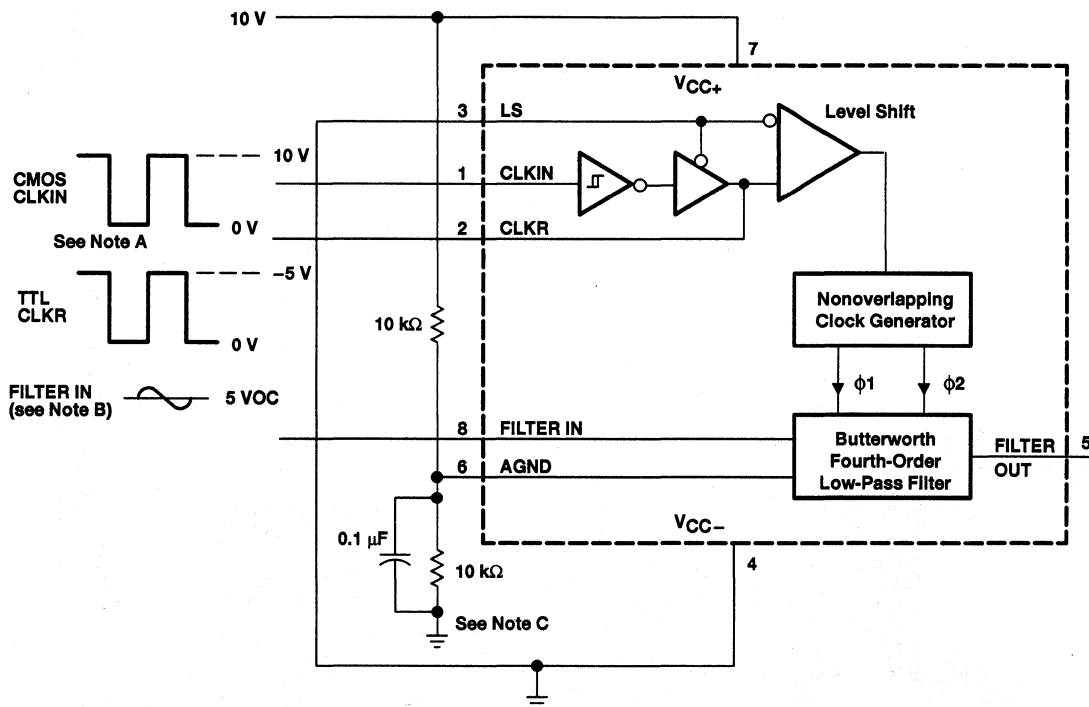 10 V
7
VCC+
3 LS
Level Shift
10 V
CMOS
CLKIN
1 CLKIN
0 V
See Note A
2 CLKR
–5 V
TTL
CLKR
0 V
10 kΩ
Nonoverlapping
Clock Generator
ϕ1 ϕ2
FILTER IN
(see Note B)
5 VOC
8 FILTER IN
6 AGND
Butterworth
Fourth-Order
Low-Pass Filter
FILTER
OUT
5
VCC–
0.1 μF
10 kΩ
4
See Note C